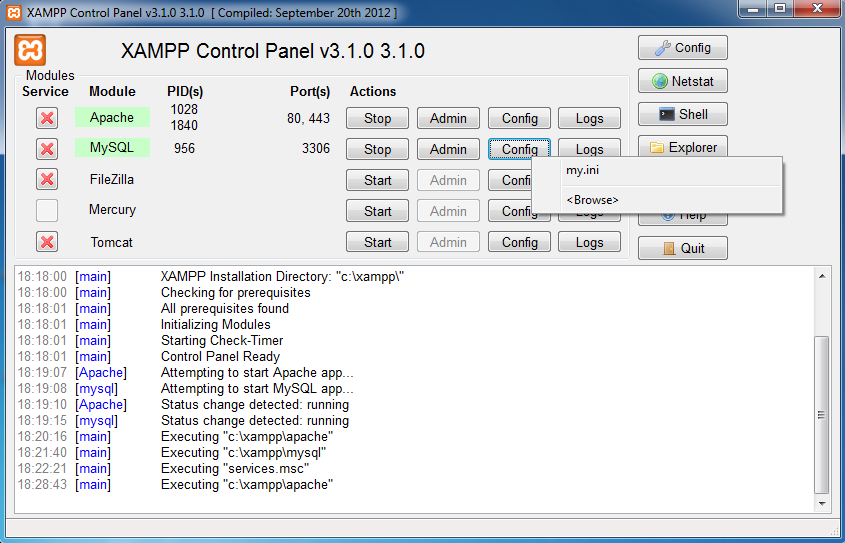 XAMPP Control Panel v3.1.0 3.1.0 [ Compiled: September 20th 2012 ]
XAMPP Control Panel v3.1.0 3.1.0
Config
Modules
Service Module PID(s) Port(s) Actions
Netstat
Apache 1028 1840 80, 443 Stop Admin Config Logs
Shell
MySQL 956 3306 Stop Admin Config Logs
Explorer
my.ini
<Browse>
FileZilla Start Admin
Mercury Start Admin Config Logs
Help
Tomcat Start Admin Config Logs
Quit
18:18:00 [main] XAMPP Installation Directory: "c:\xampp\"
18:18:00 [main] Checking for prerequisites
18:18:01 [main] All prerequisites found
18:18:01 [main] Initializing Modules
18:18:01 [main] Starting Check-Timer
18:18:01 [main] Control Panel Ready
18:19:07 [Apache] Attempting to start Apache app...
18:19:08 [mysql] Attempting to start MySQL app...
18:19:10 [Apache] Status change detected: running
18:19:15 [mysql] Status change detected: running
18:20:16 [main] Executing "c:\xampp\apache"
18:21:40 [main] Executing "c:\xampp\mysql"
18:22:21 [main] Executing "services.msc"
18:28:43 [main] Executing "c:\xampp\apache"